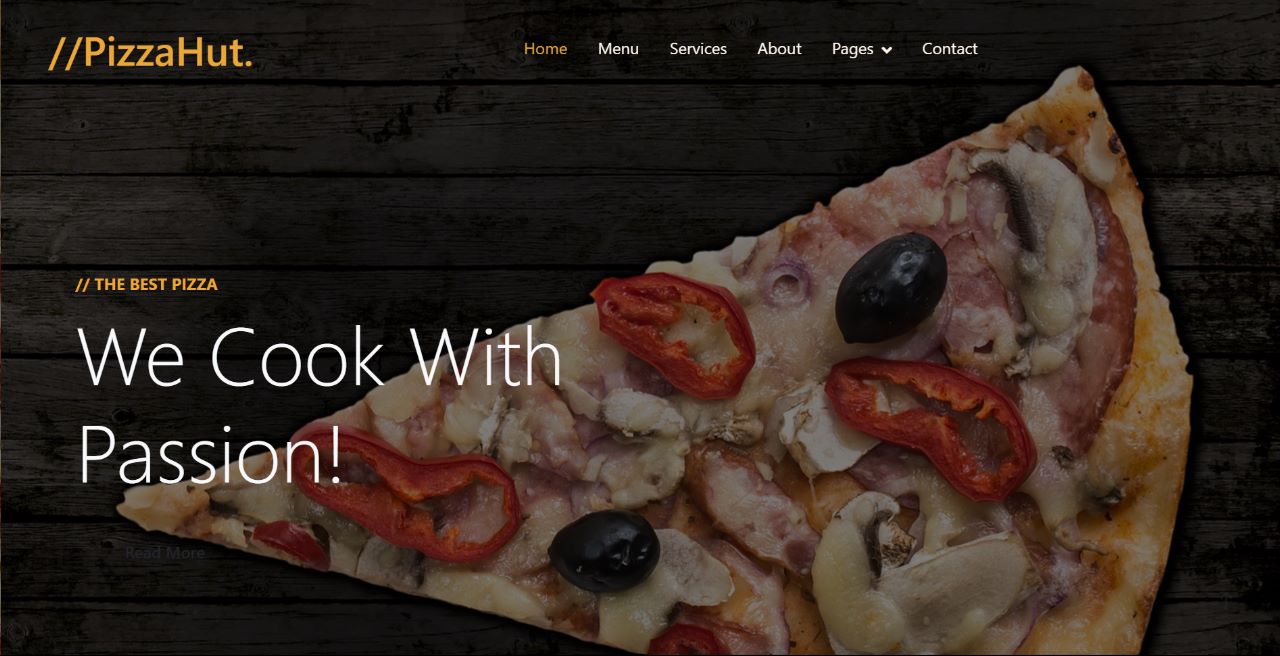 //PizzaHut.
Home Menu Services About Pages Contact
// THE BEST PIZZA
We Cook With
Passion!
Read More